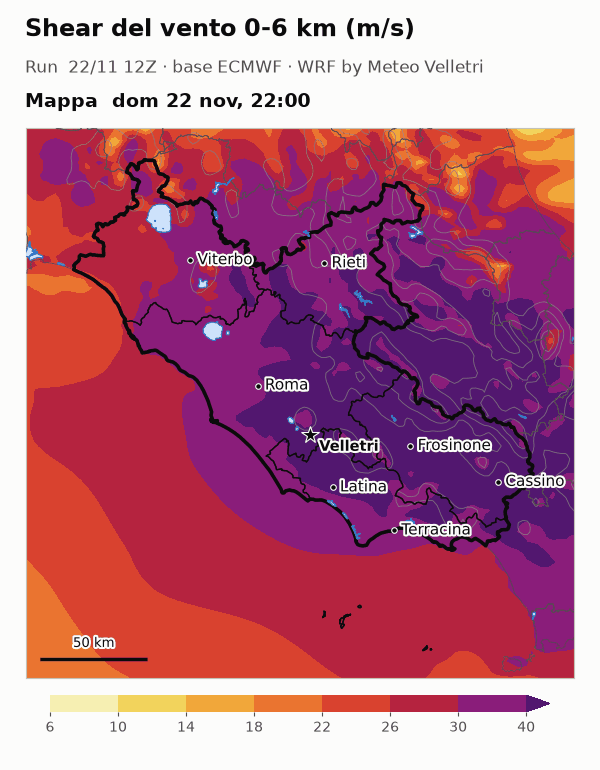 Shear del vento 0-6 km (m/s)
Run  22/11 12Z · base ECMWF · WRF by Meteo Velletri
Mappa  dom 22 nov, 22:00
Viterbo
Rieti
Roma
Velletri
Frosinone
Latina
Cassino
Terracina
50 km
6 10 14 18 22 26 30 40